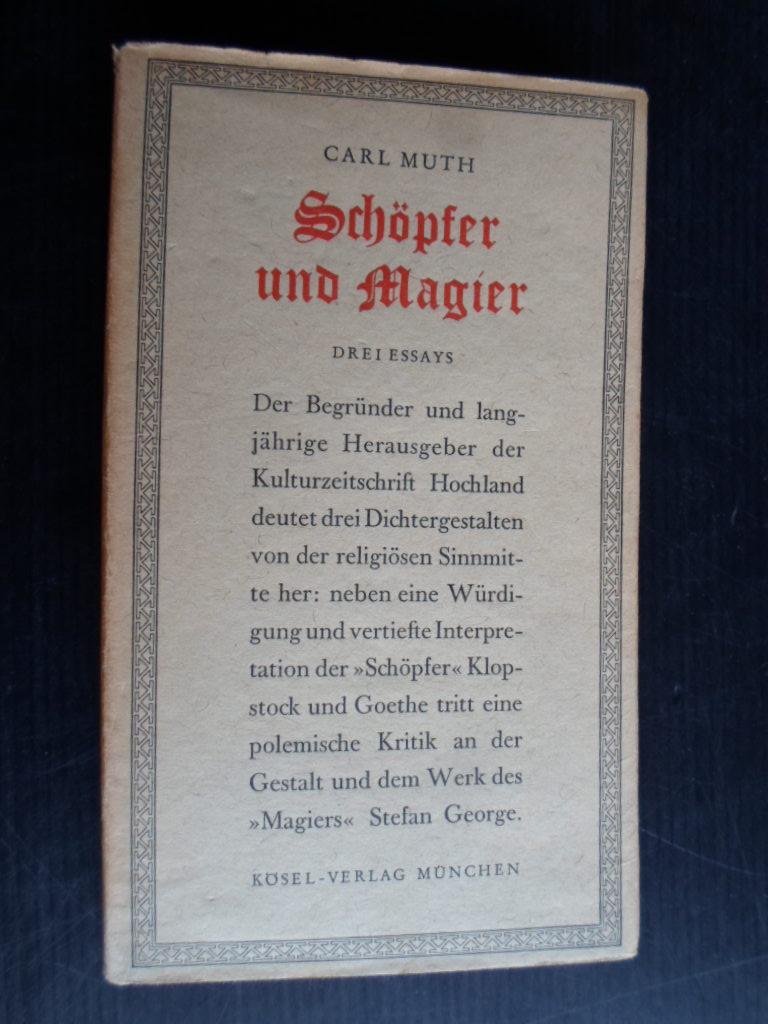 CARL MUTH
Schöpfer
und Magier
DREI ESSAYS
Der Begründer und lang-
jährige Herausgeber der
Kulturzeitschrift Hochland
deutet drei Dichtergestalten
von der religiösen Sinnmit-
te her: neben eine Würdi-
gung und vertiefte Interpre-
tation der »Schöpfer« Klop-
stock und Goethe tritt eine
polemische Kritik an der
Gestalt und dem Werk des
»Magiers« Stefan George.
KÖSEL-VERLAG MÜNCHEN